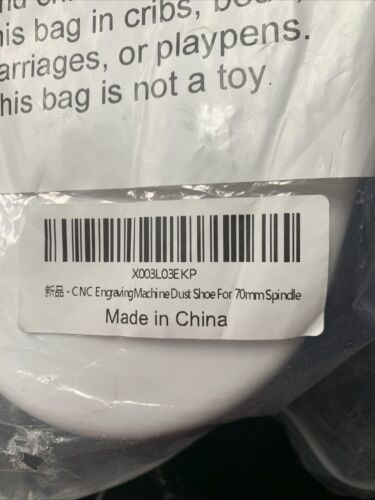 his bag in cribs, beds,
arriages, or playpens.
his bag is not a toy.
X003L03EKP
新品 - CNC Engraving Machine Dust Shoe For 70mm Spindle
Made in China